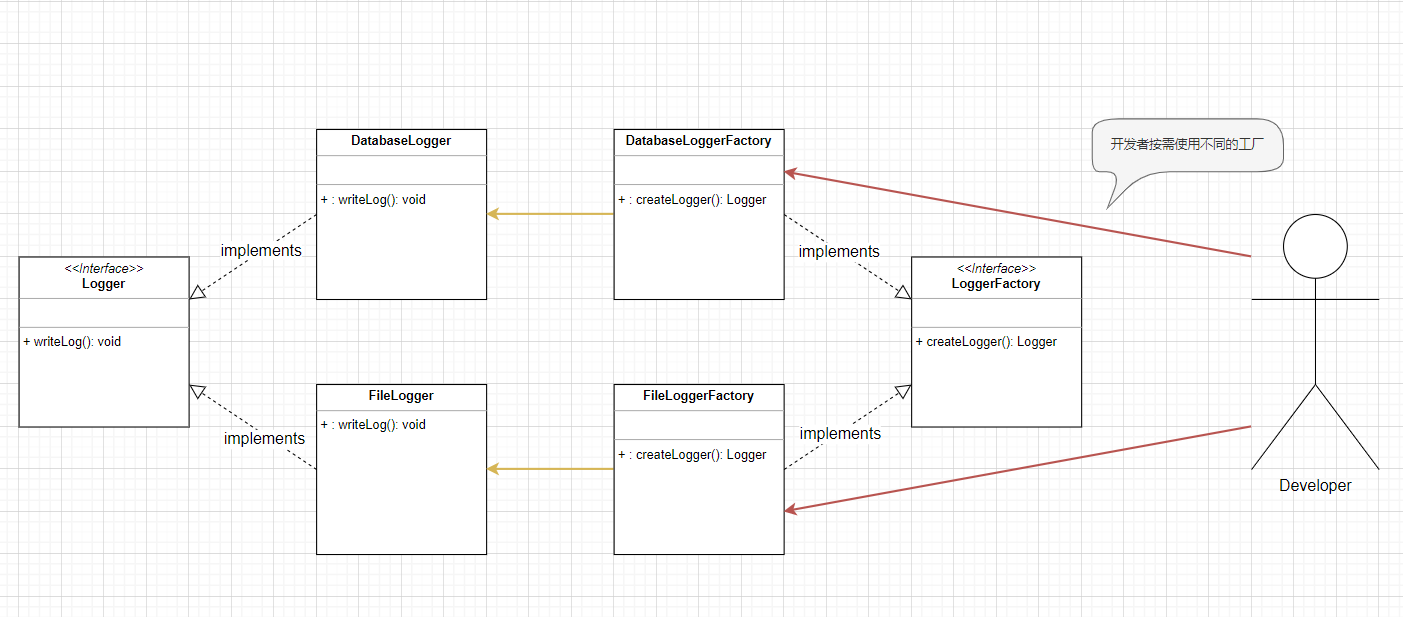 DatabaseLogger
+ : writeLog(): void
DatabaseLoggerFactory
+ : createLogger(): Logger
开发者按需使用不同的工厂
implements
implements
<<Interface>>
Logger
+ writeLog(): void
<<Interface>>
LoggerFactory
+ createLogger(): Logger
FileLogger
+ : writeLog(): void
FileLoggerFactory
+ : createLogger(): Logger
implements
implements
Developer